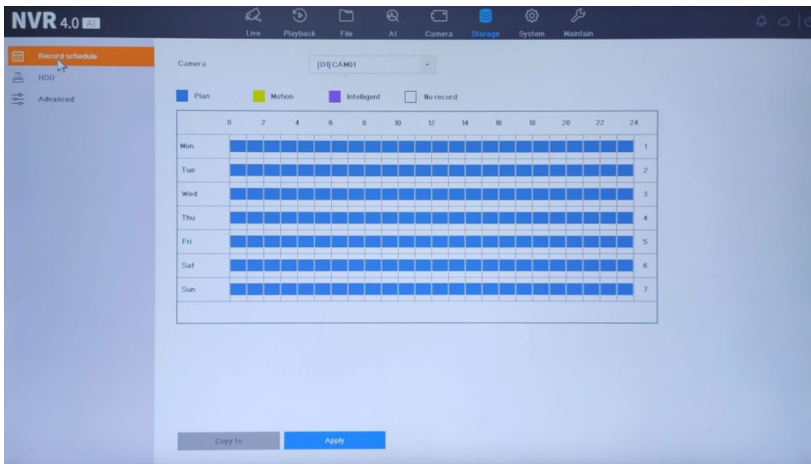 NVR 4.0 AI
Live Playback File AI Camera Storage System Maintain
Record schedule
HDD
Advanced
Camera [D1] CAM01
Plan Motion Intelligent No record
0 2 4 6 8 10 12 14 16 18 20 22 24
Mon 1
Tue 2
Wed 3
Thu 4
Fri 5
Sat 6
Sun 7
Copy to Apply